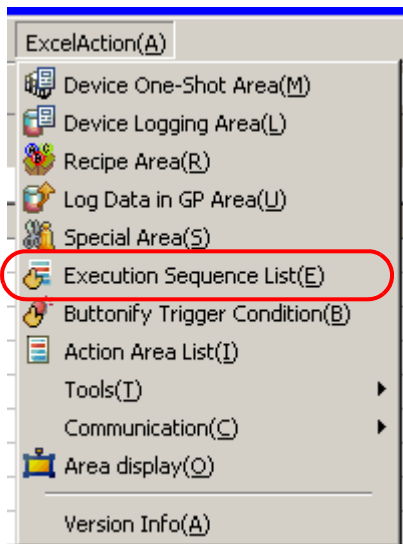 ExcelAction(A)
Device One-Shot Area(M)
Device Logging Area(L)
Recipe Area(R)
Log Data in GP Area(U)
Special Area(S)
Execution Sequence List(E)
Buttonify Trigger Condition(B)
Action Area List(I)
Tools(T)
Communication(C)
Area display(O)
Version Info(A)